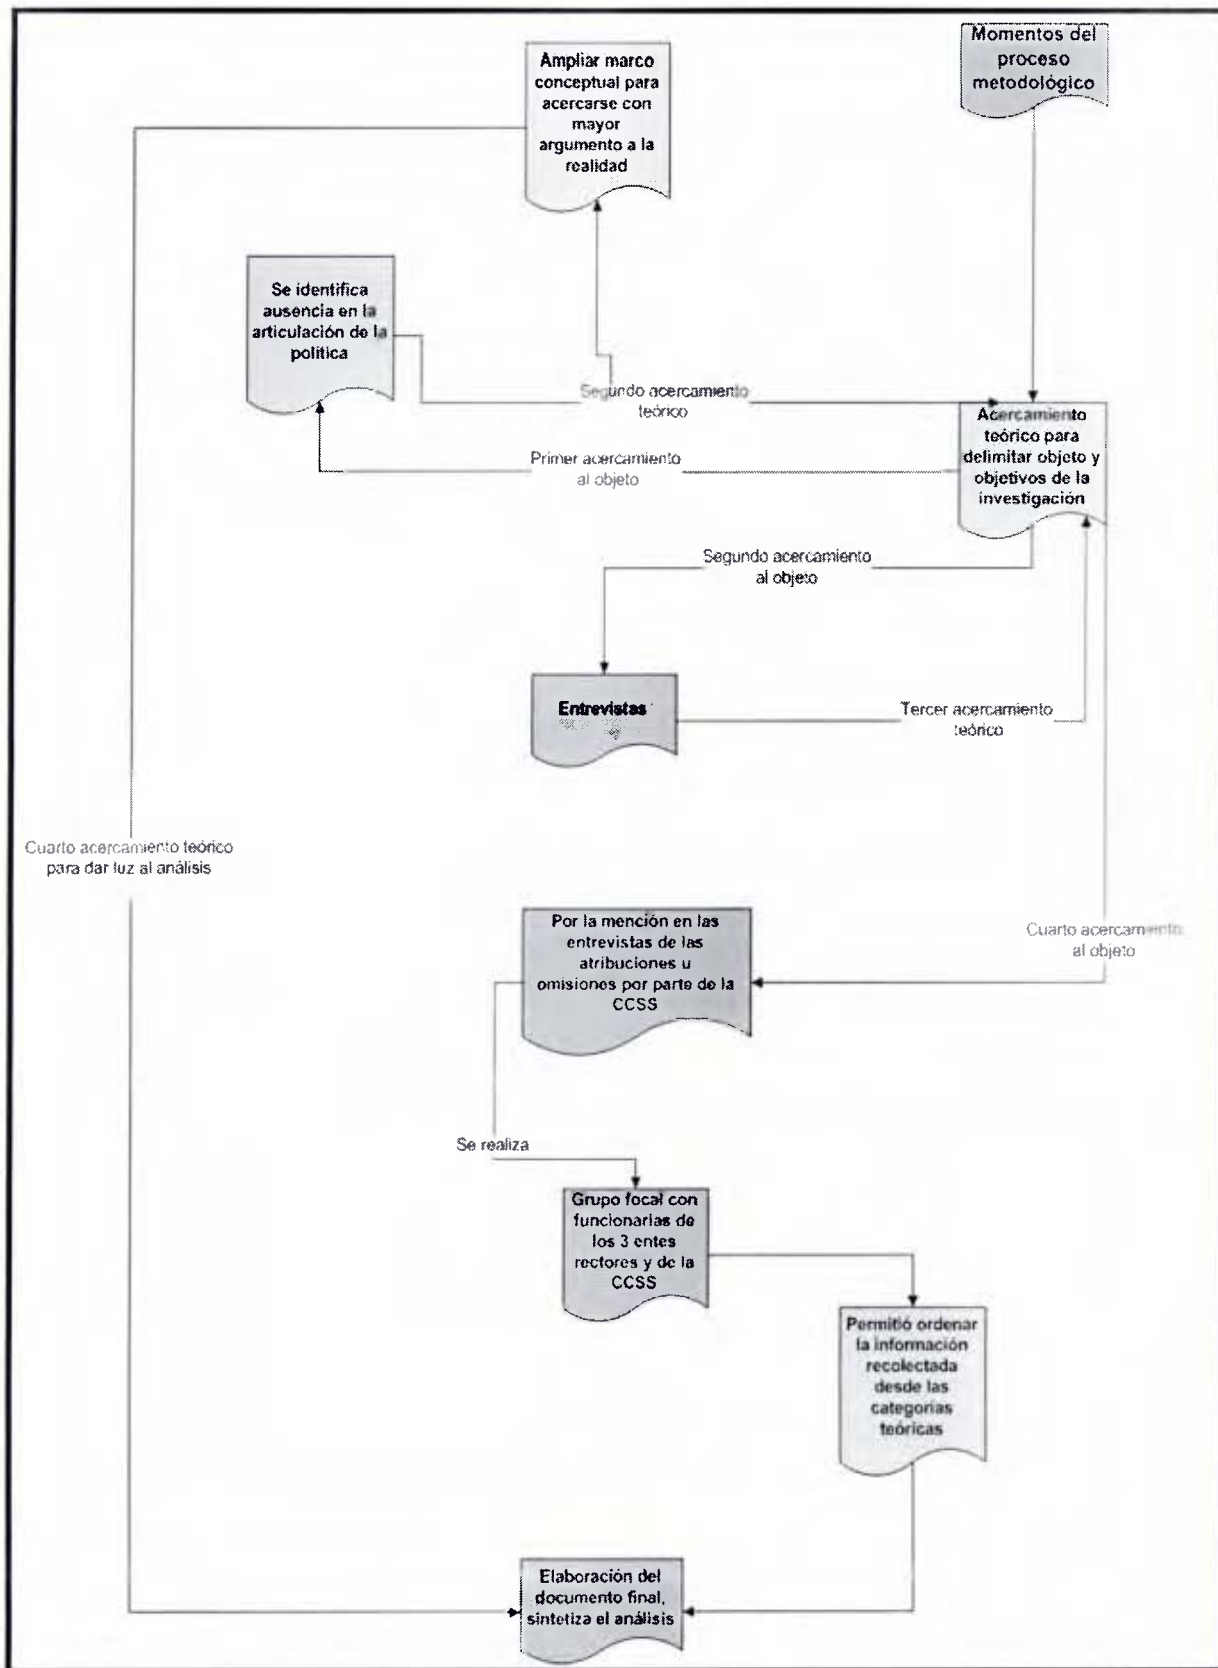 Momentos del
proceso
metodológico
Ampliar marco
conceptual para
acercarse con
mayor
argumento a la
realidad
Se identifica
ausencia en la
articulación de la
política
Segundo acercamiento
teórico
Acercamiento
teórico para
delimitar objeto y
objetivos de la
investigación
Primer acercamiento
al objeto
Segundo acercamiento
al objeto
Entrevistas
Tercer acercamiento
teórico
Cuarto acercamiento teórico
para dar luz al análisis
Por la mención en las
entrevistas de las
atribuciones u
omisiones por parte de la
CCSS
Cuarto acercamiento
al objeto
Se realiza
Grupo focal con
funcionarias de
los 3 entes
rectores y de la
CCSS
Permitió ordenar
la información
recolectada
desde las
categorías
teóricas
Elaboración del
documento final,
sintetiza el análisis